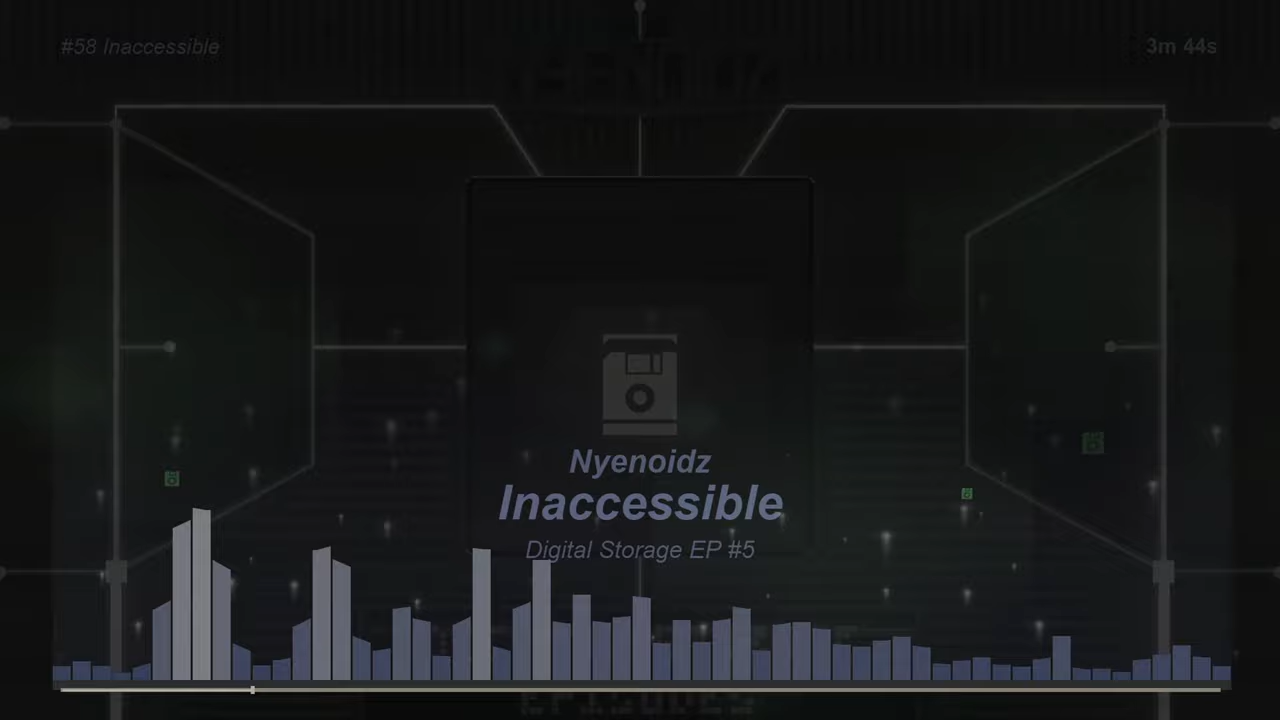 #58 Inaccessible
3m 44s
Nyenoidz
Inaccessible
Digital Storage EP #5